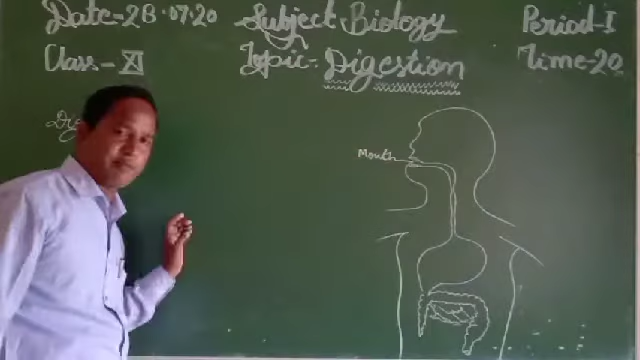 Date-28.07.20 Subject-Biology Period-I
Class-XI Topic-Digestion Time-20
Mouth